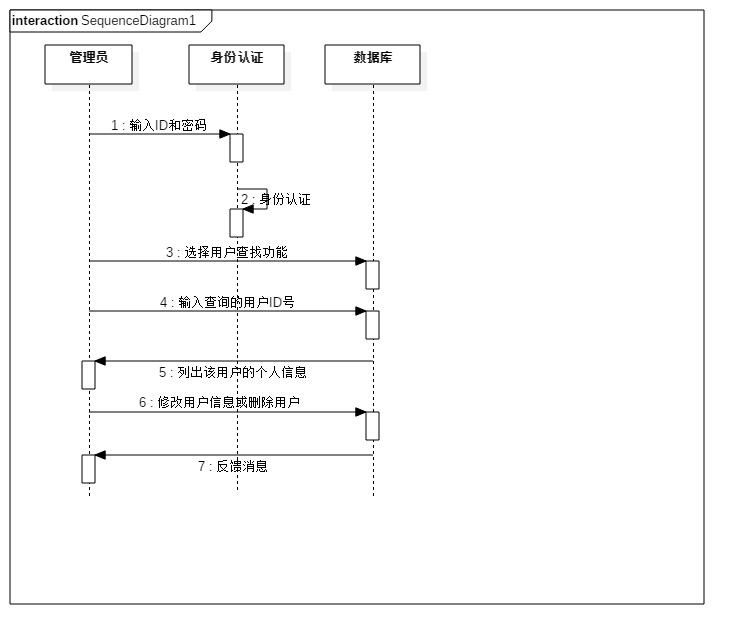 interaction SequenceDiagram1
管理员 身份认证 数据库
1 : 输入ID和密码
2 : 身份认证
3 : 选择用户查找功能
4 : 输入查询的用户ID号
5 : 列出该用户的个人信息
6 : 修改用户信息或删除用户
7 : 反馈消息